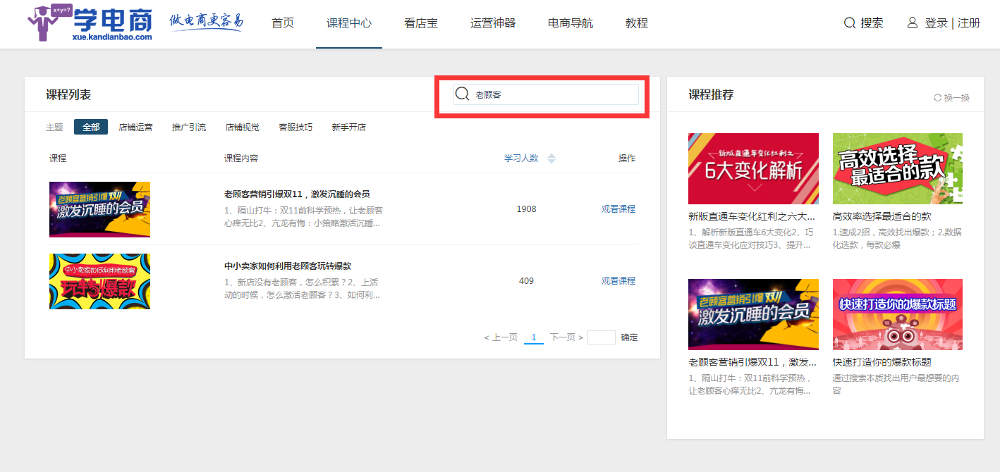 x+y=?
学电商
xue.kandianbao.com
做电商更容易
首页
课程中心
看店宝
运营神器
电商导航
教程
搜索
登录 | 注册
课程列表
老顾客
主题
全部
店铺运营
推广引流
店铺视觉
客服技巧
新手开店
课程
课程内容
学习人数
操作
老顾客营销引爆双11
激发沉睡的会员
老顾客营销引爆双11，激发沉睡的会员
1、隔山打牛：双11前科学预热，让老顾客
心痒无比2、亢龙有悔：小策略激活沉睡...
1908
观看课程
中小卖家如何利用老顾客
玩转爆款
中小卖家如何利用老顾客玩转爆款
1、新店没有老顾客，怎么积累？2、上活
动的时候，怎么激活老顾客？3、如何利...
409
观看课程
< 上一页
1
下一页 >
确定
课程推荐
换一换
新版直通车变化红利之
6大变化解析
新版直通车变化红利之六大...
1、解析新版直通车6大变化2、巧
谈直通车变化应对技巧3、提升...
高效选择
最适合的款
高效率选择最适合的款
1.速成2招，高效找出爆款；2.数据
化选款，每款必爆
老顾客营销引爆双11
激发沉睡的会员
老顾客营销引爆双11，激发...
1、隔山打牛：双11前科学预热，
让老顾客心痒无比2、亢龙有悔...
快速打造你的爆款标题
快速打造你的爆款标题
通过搜索本质找出用户最想要的内
容